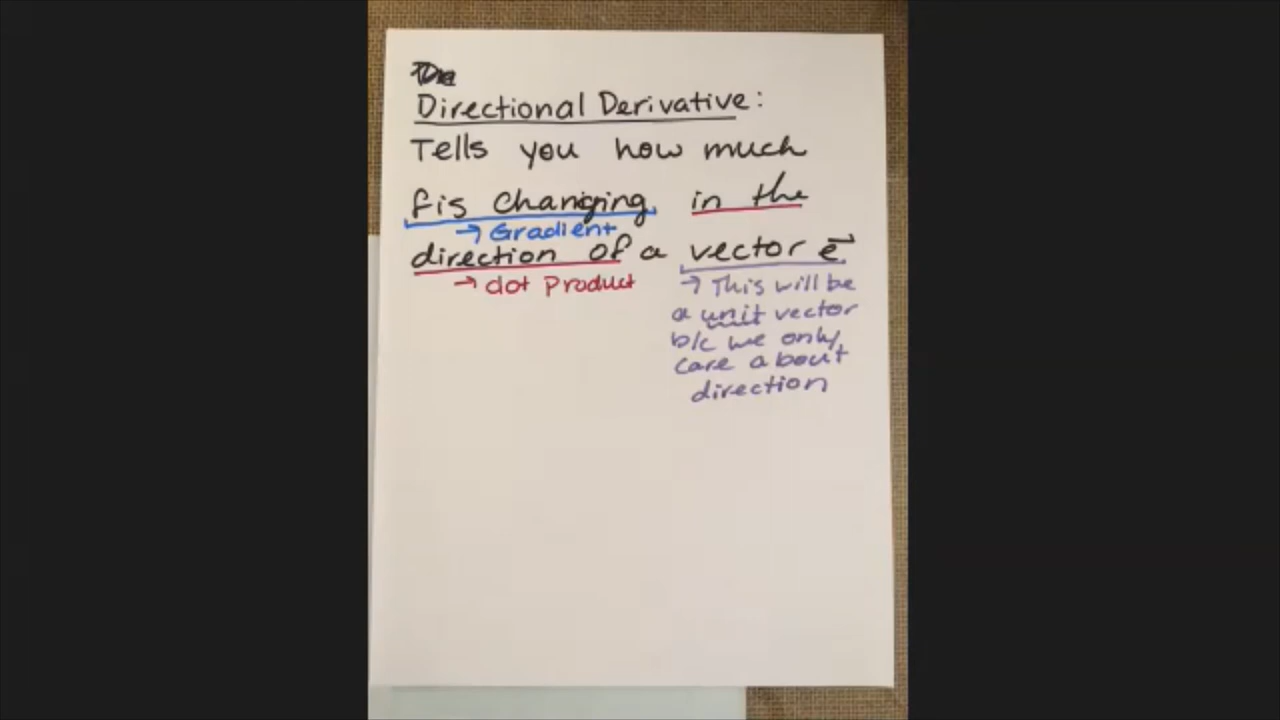 Directional Derivative:
Tells you how much
f is changing in the
→ Gradient
direction of a vector e⃗
→ dot product
→ This will be
a unit vector
b/c we only
care about
direction